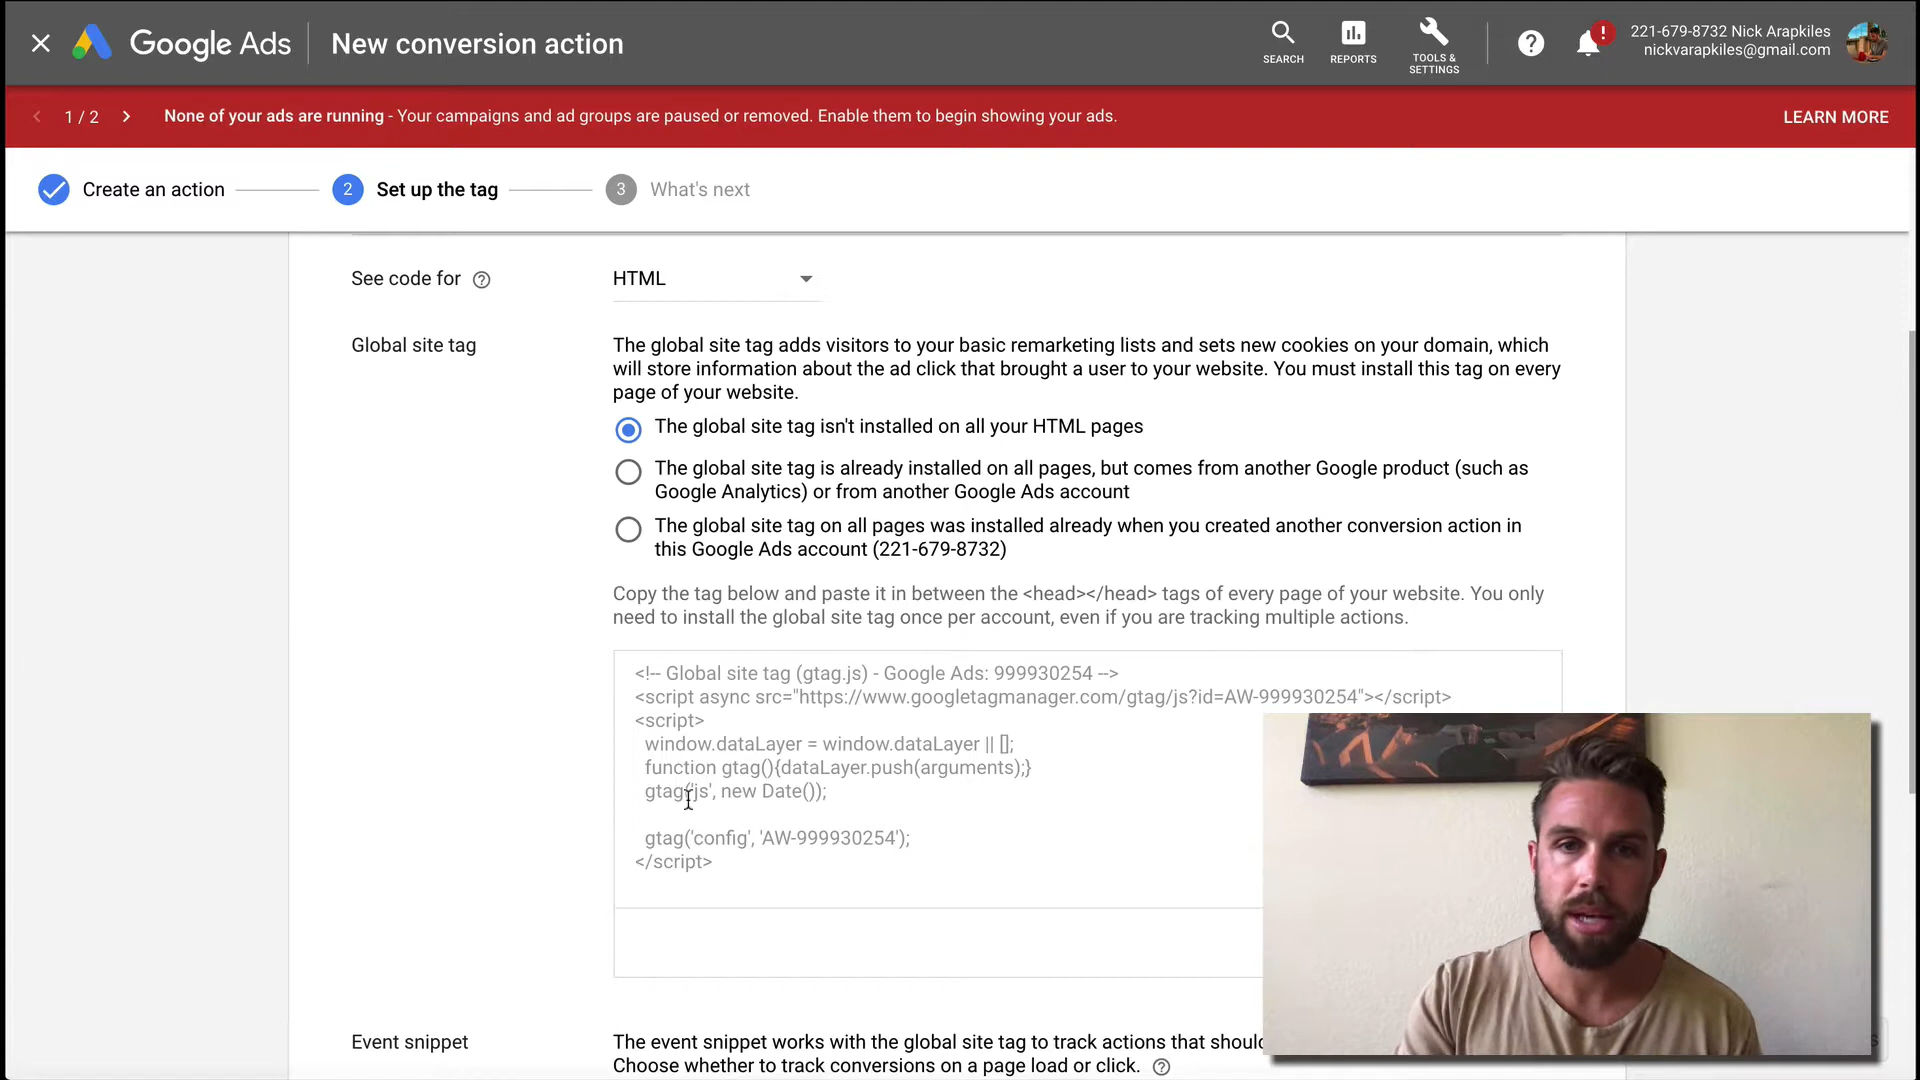 Google Ads
New conversion action
SEARCH
REPORTS
TOOLS &
SETTINGS
221-679-8732 Nick Arapkiles
nickvarapkiles@gmail.com
1 / 2
None of your ads are running - Your campaigns and ad groups are paused or removed. Enable them to begin showing your ads.
LEARN MORE
Create an action
2
Set up the tag
3
What's next
See code for
HTML
Global site tag
The global site tag adds visitors to your basic remarketing lists and sets new cookies on your domain, which
will store information about the ad click that brought a user to your website. You must install this tag on every
page of your website.
The global site tag isn't installed on all your HTML pages
The global site tag is already installed on all pages, but comes from another Google product (such as
Google Analytics) or from another Google Ads account
The global site tag on all pages was installed already when you created another conversion action in
this Google Ads account (221-679-8732)
Copy the tag below and paste it in between the <head></head> tags of every page of your website. You only
need to install the global site tag once per account, even if you are tracking multiple actions.
<!-- Global site tag (gtag.js) - Google Ads: 999930254 -->
<script async src="https://www.googletagmanager.com/gtag/js?id=AW-999930254"></script>
<script>
window.dataLayer = window.dataLayer || [];
function gtag(){dataLayer.push(arguments);}
gtag('js', new Date());
gtag('config', 'AW-999930254');
</script>
Event snippet
The event snippet works with the global site tag to track actions that
Choose whether to track conversions on a page load or click.